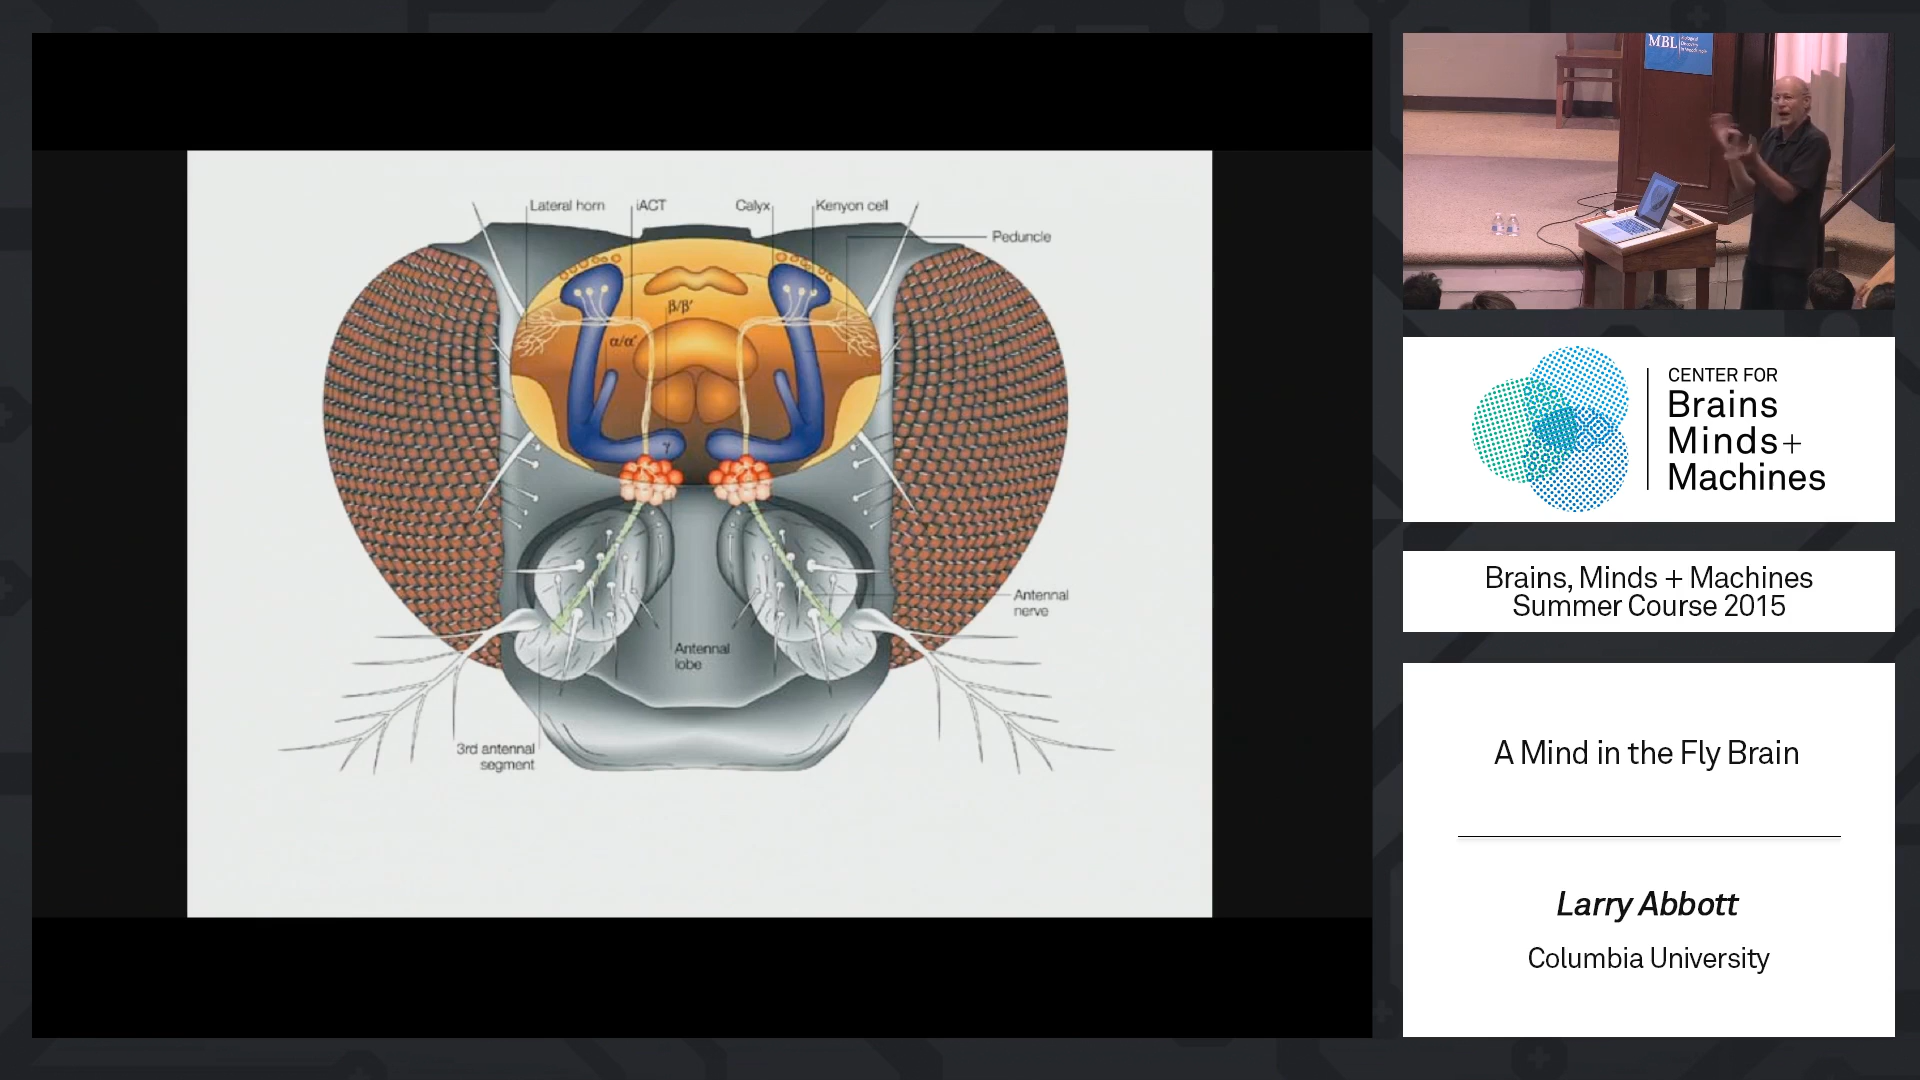 Lateral horn
iACT
Calyx
Kenyon cell
Peduncle
β/β'
α/α'
γ
Antennal
nerve
Antennal
lobe
3rd antennal
segment
MBL
CENTER FOR
Brains
Minds+
Machines
Brains, Minds + Machines
Summer Course 2015
A Mind in the Fly Brain
Larry Abbott
Columbia University